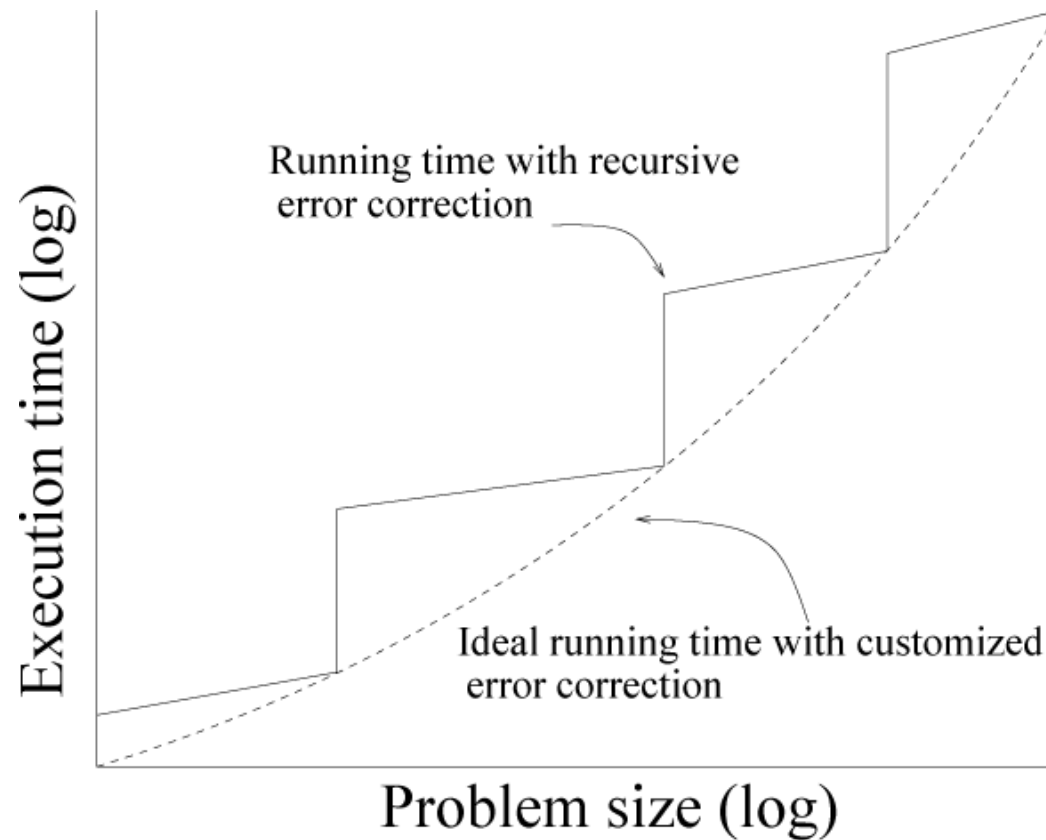 Running time with recursive
error correction
Execution time (log)
Ideal running time with customized
error correction
Problem size (log)